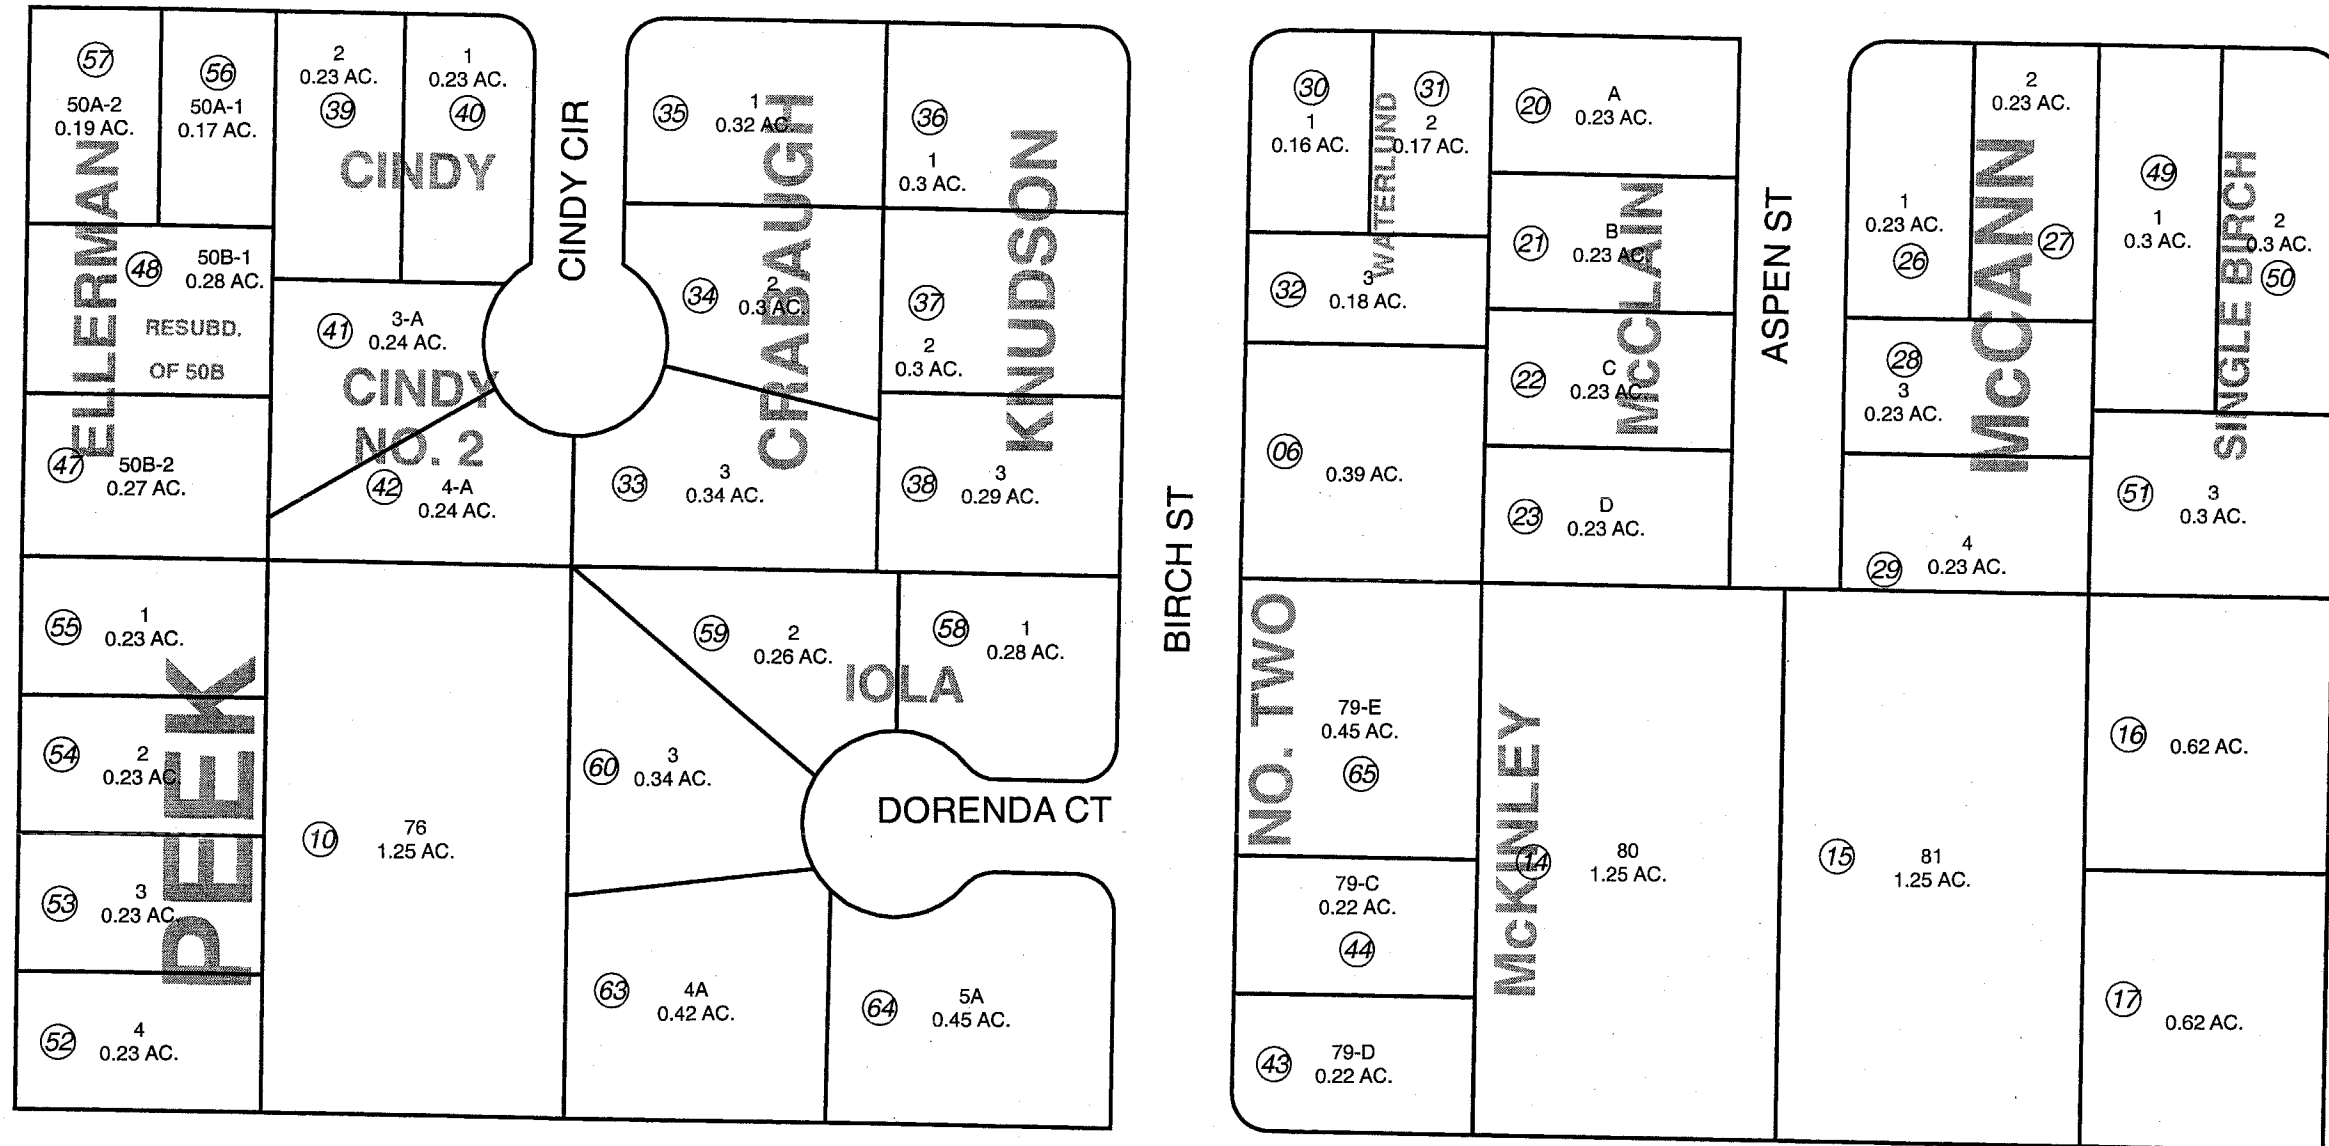 57
50A-2
0.19 AC.
56
50A-1
0.17 AC.
2
0.23 AC.
39
1
0.23 AC.
40
CINDY
CINDY CIR
35
1
0.32 AC.
36
1
0.3 AC.
ELLERMAN
48
50B-1
0.28 AC.
RESUBD.
OF 50B
41
3-A
0.24 AC.
CINDY
NO. 2
34
2
0.3 AC.
CRABAUGH
37
2
0.3 AC.
KNUDSON
47
50B-2
0.27 AC.
42
4-A
0.24 AC.
33
3
0.34 AC.
38
3
0.29 AC.
BIRCH ST
55
1
0.23 AC.
54
2
0.23 AC.
53
3
0.23 AC.
52
4
0.23 AC.
PEEK
10
76
1.25 AC.
59
2
0.26 AC.
58
1
0.28 AC.
IOLA
60
3
0.34 AC.
DORENDA CT
63
4A
0.42 AC.
64
5A
0.45 AC.
30
1
0.16 AC.
31
2
0.17 AC.
WATERLUND
32
3
0.18 AC.
06
0.39 AC.
20
A
0.23 AC.
21
B
0.23 AC.
22
C
0.23 AC.
23
D
0.23 AC.
McCLAIN
ASPEN ST
1
0.23 AC.
26
2
0.23 AC.
27
28
3
0.23 AC.
29
4
0.23 AC.
McCANN
49
1
0.3 AC.
2
0.3 AC.
50
SINGLE BIRCH
51
3
0.3 AC.
NO. TWO
79-E
0.45 AC.
65
79-C
0.22 AC.
44
43
79-D
0.22 AC.
McKINLEY
14
80
1.25 AC.
15
81
1.25 AC.
16
0.62 AC.
17
0.62 AC.